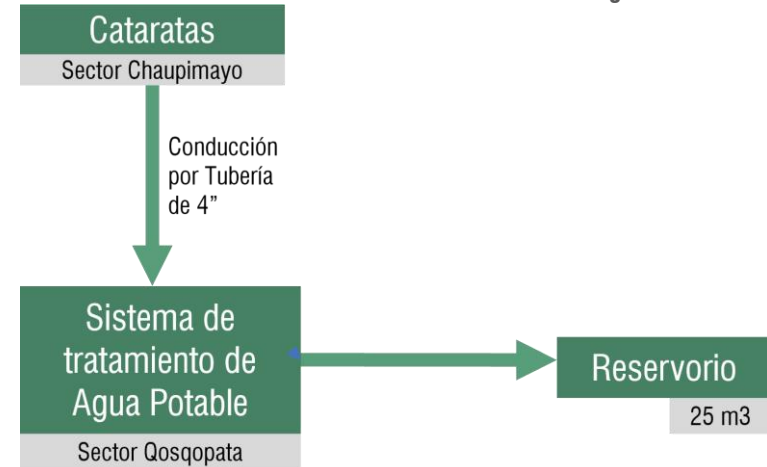 Cataratas
Sector Chaupimayo
Conducción
por Tubería
de 4”
Sistema de
tratamiento de
Agua Potable
Sector Qosqopata
Reservorio
25 m3